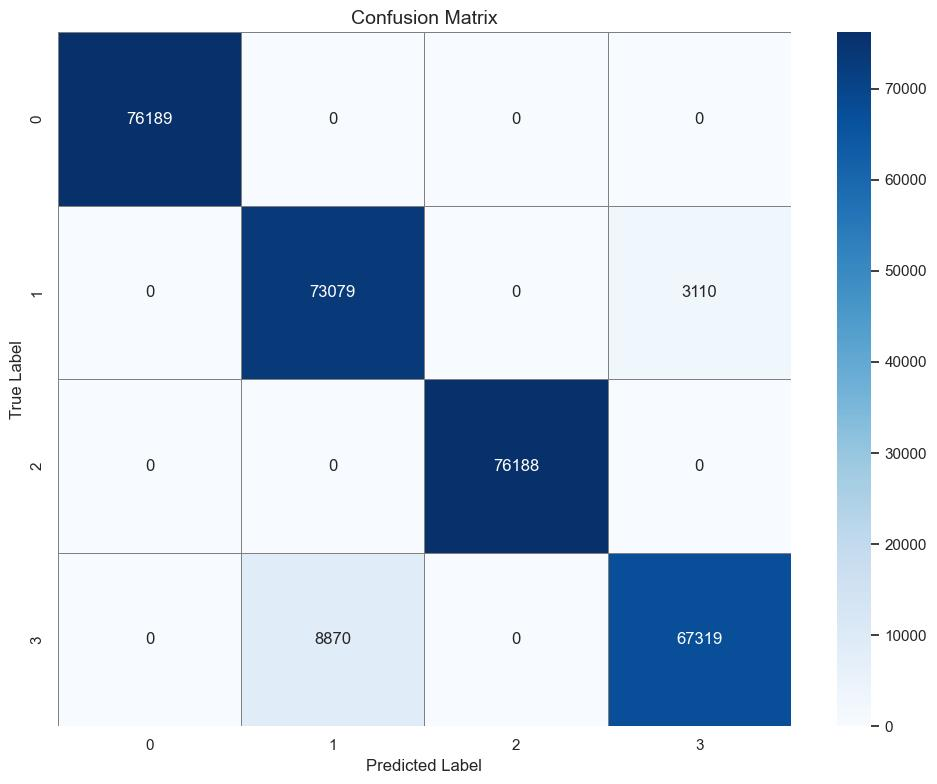 Confusion Matrix
True Label
0 76189 0 0 0
1 0 73079 0 3110
2 0 0 76188 0
3 0 8870 0 67319
0 1 2 3
Predicted Label
70000
60000
50000
40000
30000
20000
10000
0